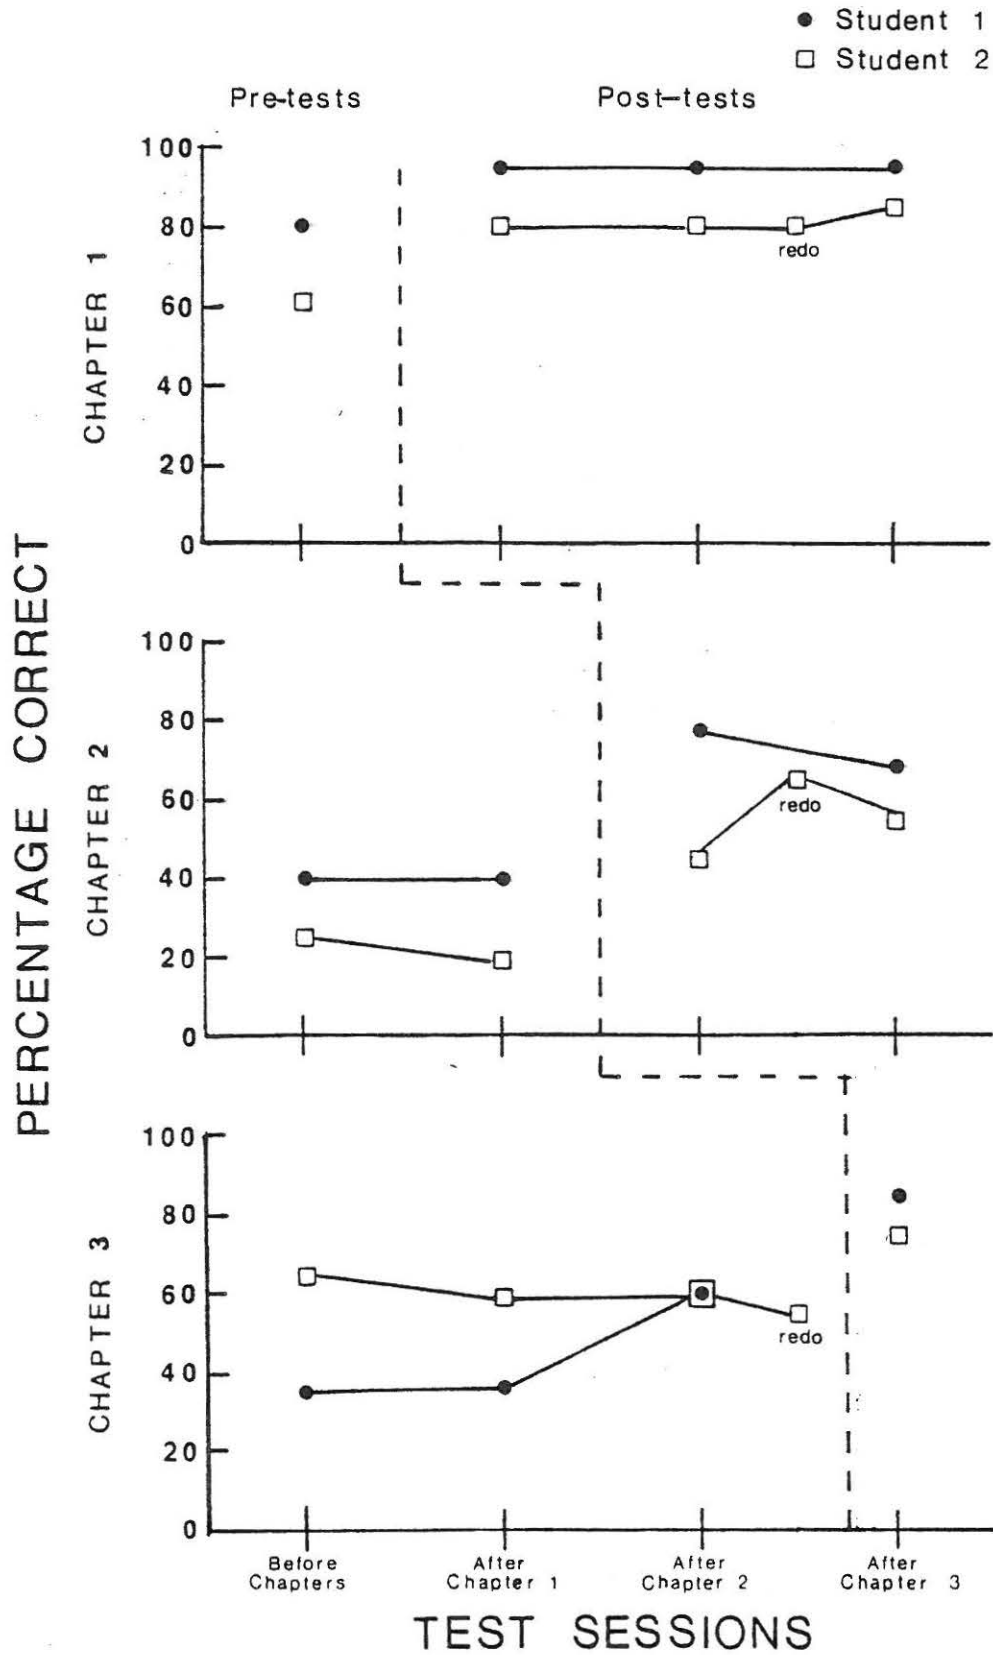 Student 1
Student 2
Pre-tests
Post-tests
PERCENTAGE CORRECT
CHAPTER 1
100
80
60
40
20
0
redo
CHAPTER 2
100
80
60
40
20
0
redo
CHAPTER 3
100
80
60
40
20
0
redo
Before
Chapters
After
Chapter 1
After
Chapter 2
After
Chapter 3
TEST SESSIONS